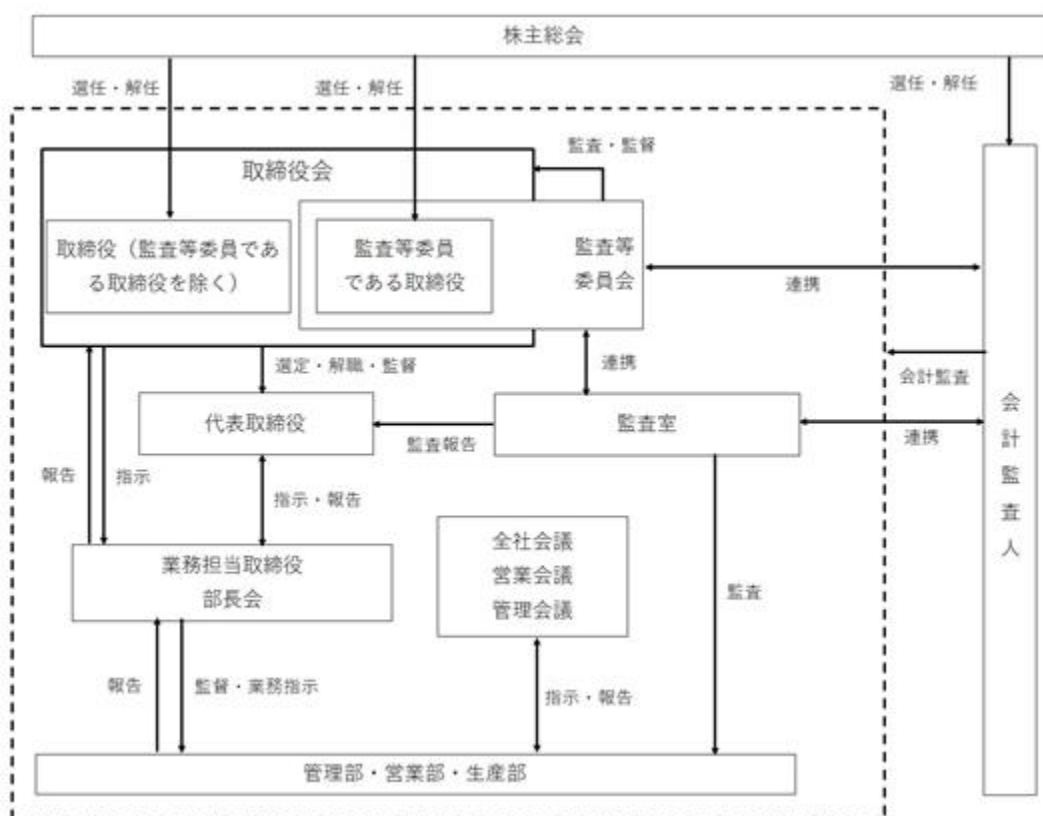 株主総会
選任・解任
選任・解任
選任・解任
監査・監督
取締役会
取締役（監査等委員であ
る取締役を除く）
監査等委員
である取締役
監査等
委員会
連携
選定・解職・監督
連携
会計監査
代表取締役
監査報告
監査室
連携
会計監査人
報告
指示
指示・報告
業務担当取締役
部長会
全社会議
営業会議
管理会議
監査
報告
監督・業務指示
指示・報告
管理部・営業部・生産部